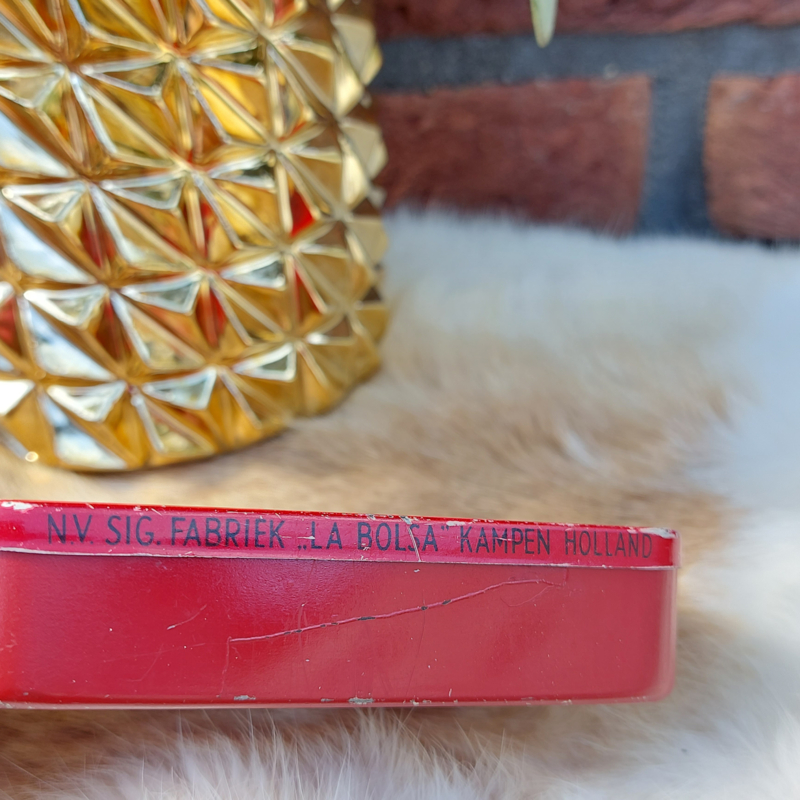 N.V. SIG. FABRIEK „LA BOLSA" KAMPEN HOLLAND